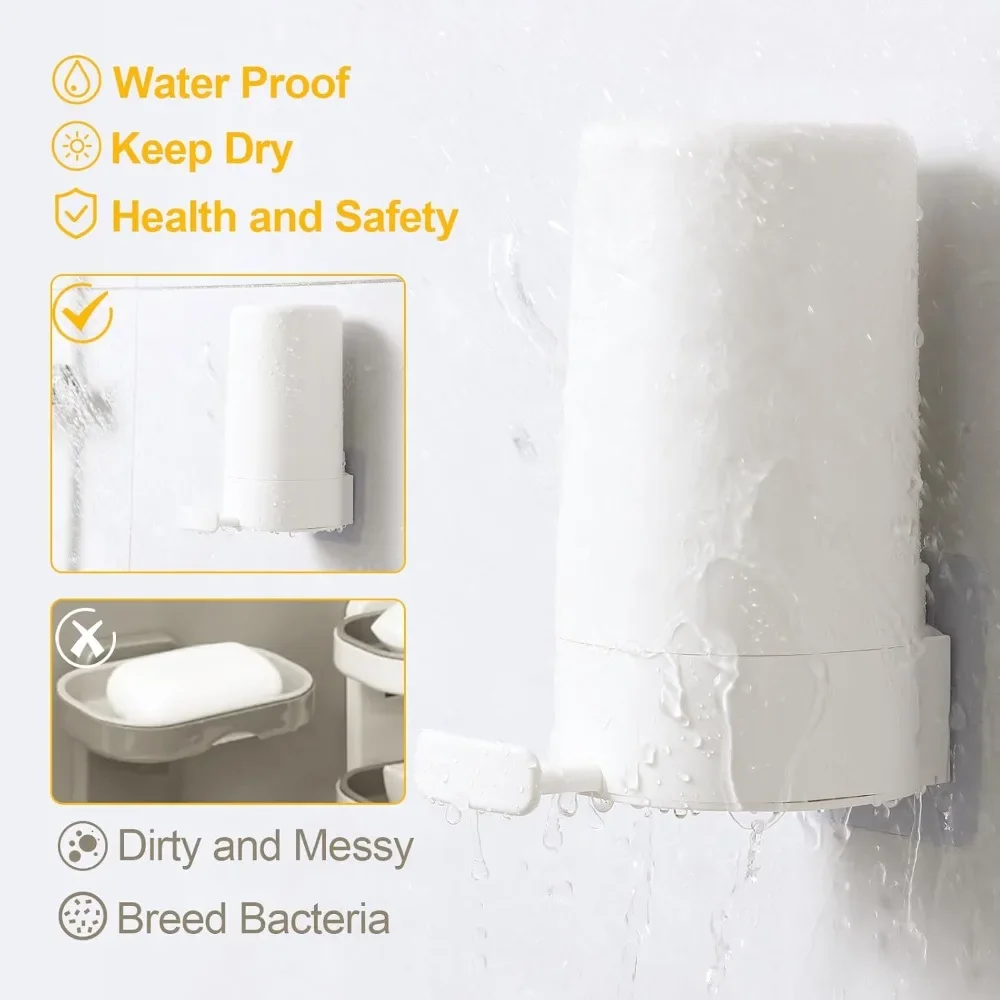 Water Proof
Keep Dry
Health and Safety
Dirty and Messy
Breed Bacteria